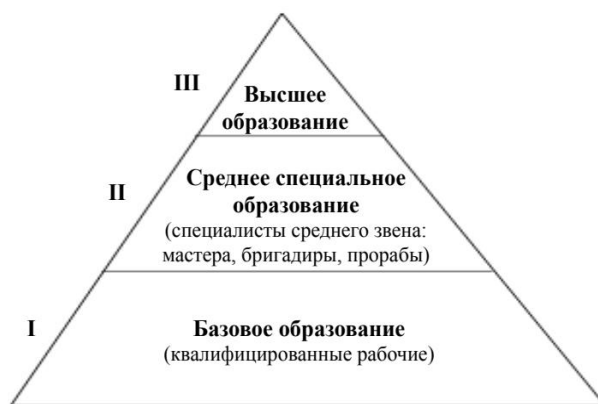 III
Высшее
образование
II
Среднее специальное
образование
(специалисты среднего звена:
мастера, бригадиры, прорабы)
I
Базовое образование
(квалифицированные рабочие)